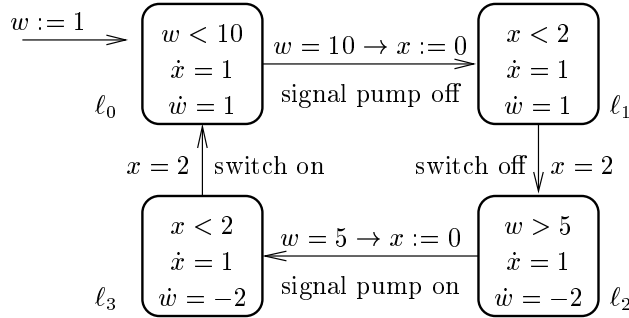 w := 1
w < 10
ẋ = 1
ẇ = 1
ℓ₀
w = 10 → x := 0
signal pump off
x < 2
ẋ = 1
ẇ = 1
ℓ₁
x = 2
switch on
switch off
x = 2
x < 2
ẋ = 1
ẇ = −2
ℓ₃
w = 5 → x := 0
signal pump on
w > 5
ẋ = 1
ẇ = −2
ℓ₂